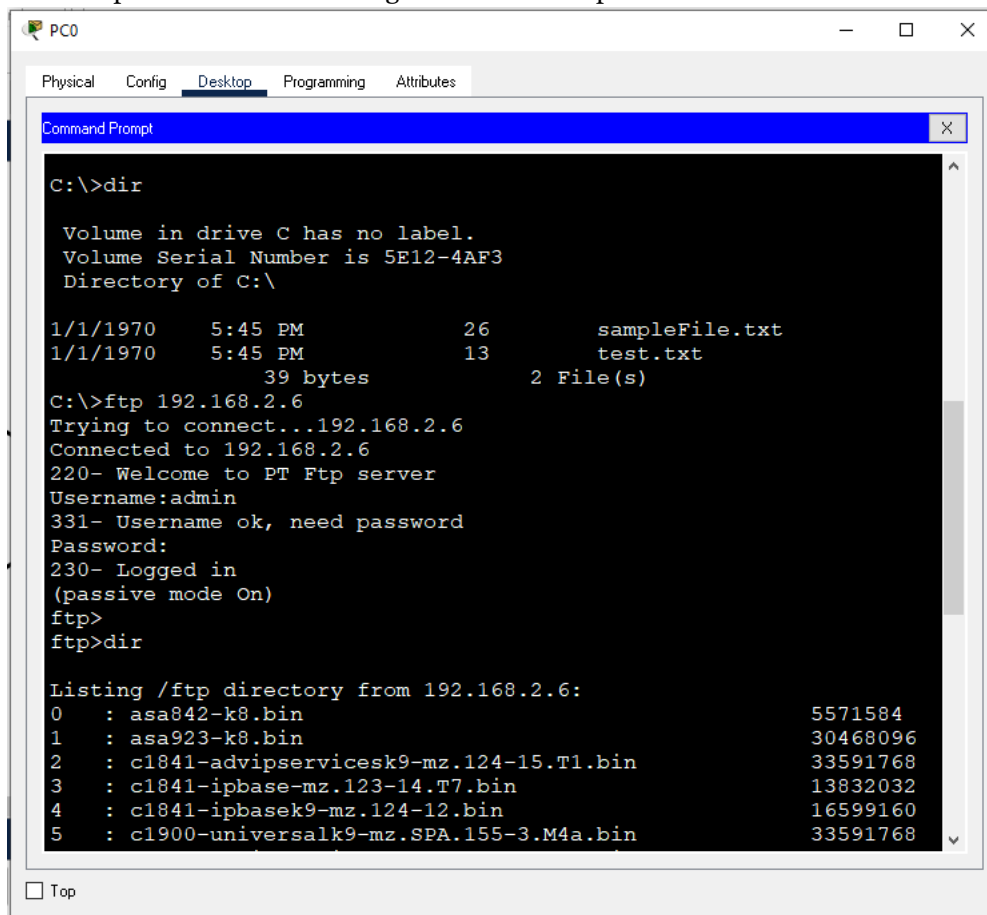 PC0
Physical Config Desktop Programming Attributes
Command Prompt
X
C:\>dir
Volume in drive C has no label.
Volume Serial Number is 5E12-4AF3
Directory of C:\
1/1/1970 5:45 PM 26 sampleFile.txt
1/1/1970 5:45 PM 13 test.txt
39 bytes 2 File(s)
C:\>ftp 192.168.2.6
Trying to connect...192.168.2.6
Connected to 192.168.2.6
220- Welcome to PT Ftp server
Username:admin
331- Username ok, need password
Password:
230- Logged in
(passive mode On)
ftp>
ftp>dir
Listing /ftp directory from 192.168.2.6:
0 : asa842-k8.bin 5571584
1 : asa923-k8.bin 30468096
2 : c1841-advipservicesk9-mz.124-15.T1.bin 33591768
3 : c1841-ipbase-mz.123-14.T7.bin 13832032
4 : c1841-ipbasek9-mz.124-12.bin 16599160
5 : c1900-universalk9-mz.SPA.155-3.M4a.bin 33591768
Top